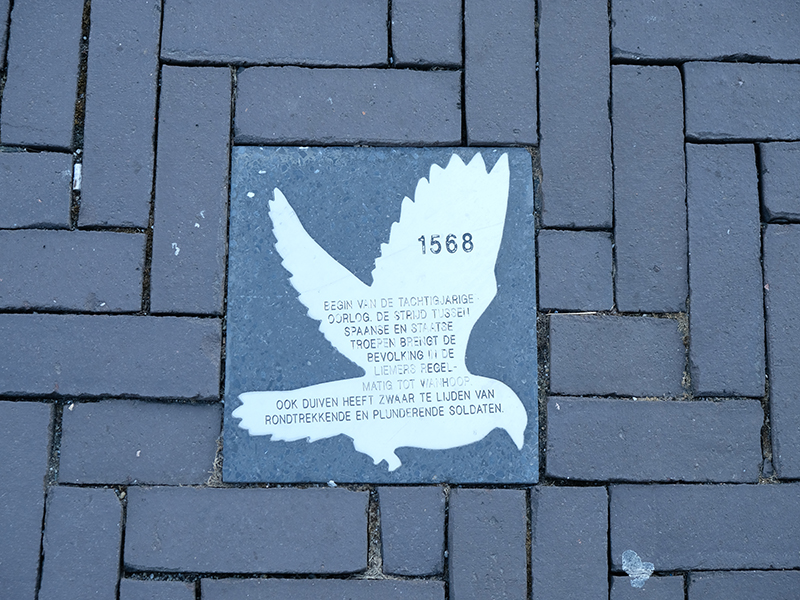 1568
BEGIN VAN DE TACHTIGJARIGE
OORLOG. DE STRIJD TUSSEN
SPAANSE EN STAATSE
TROEPEN BRENGT DE
BEVOLKING IN DE
LIEMERS REGEL-
MATIG TOT WANHOOP.
OOK DUIVEN HEEFT ZWAAR TE LIJDEN VAN
RONDTREKKENDE EN PLUNDERENDE SOLDATEN.